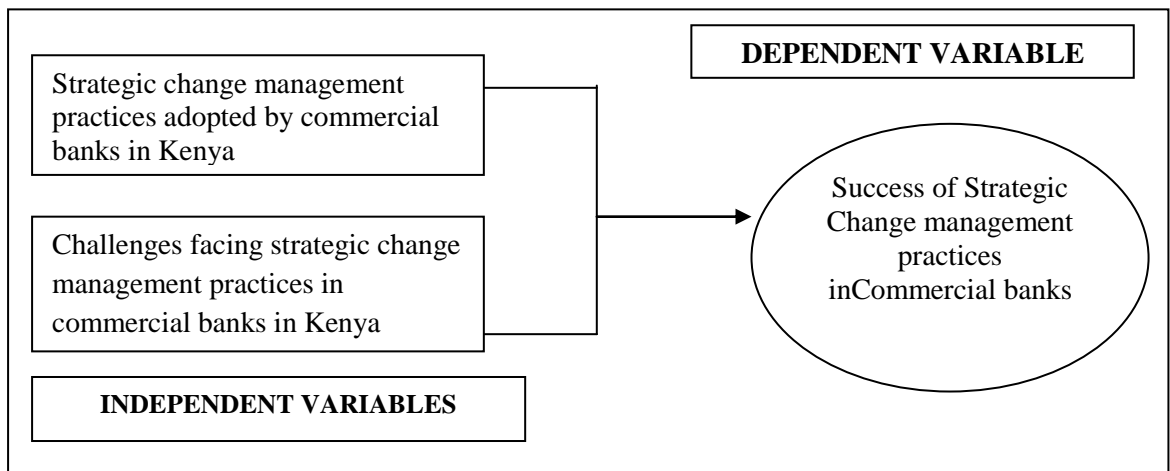 DEPENDENT VARIABLE
Strategic change management
practices adopted by commercial
banks in Kenya
Success of Strategic
Change management
practices
inCommercial banks
Challenges facing strategic change
management practices in
commercial banks in Kenya
INDEPENDENT VARIABLES